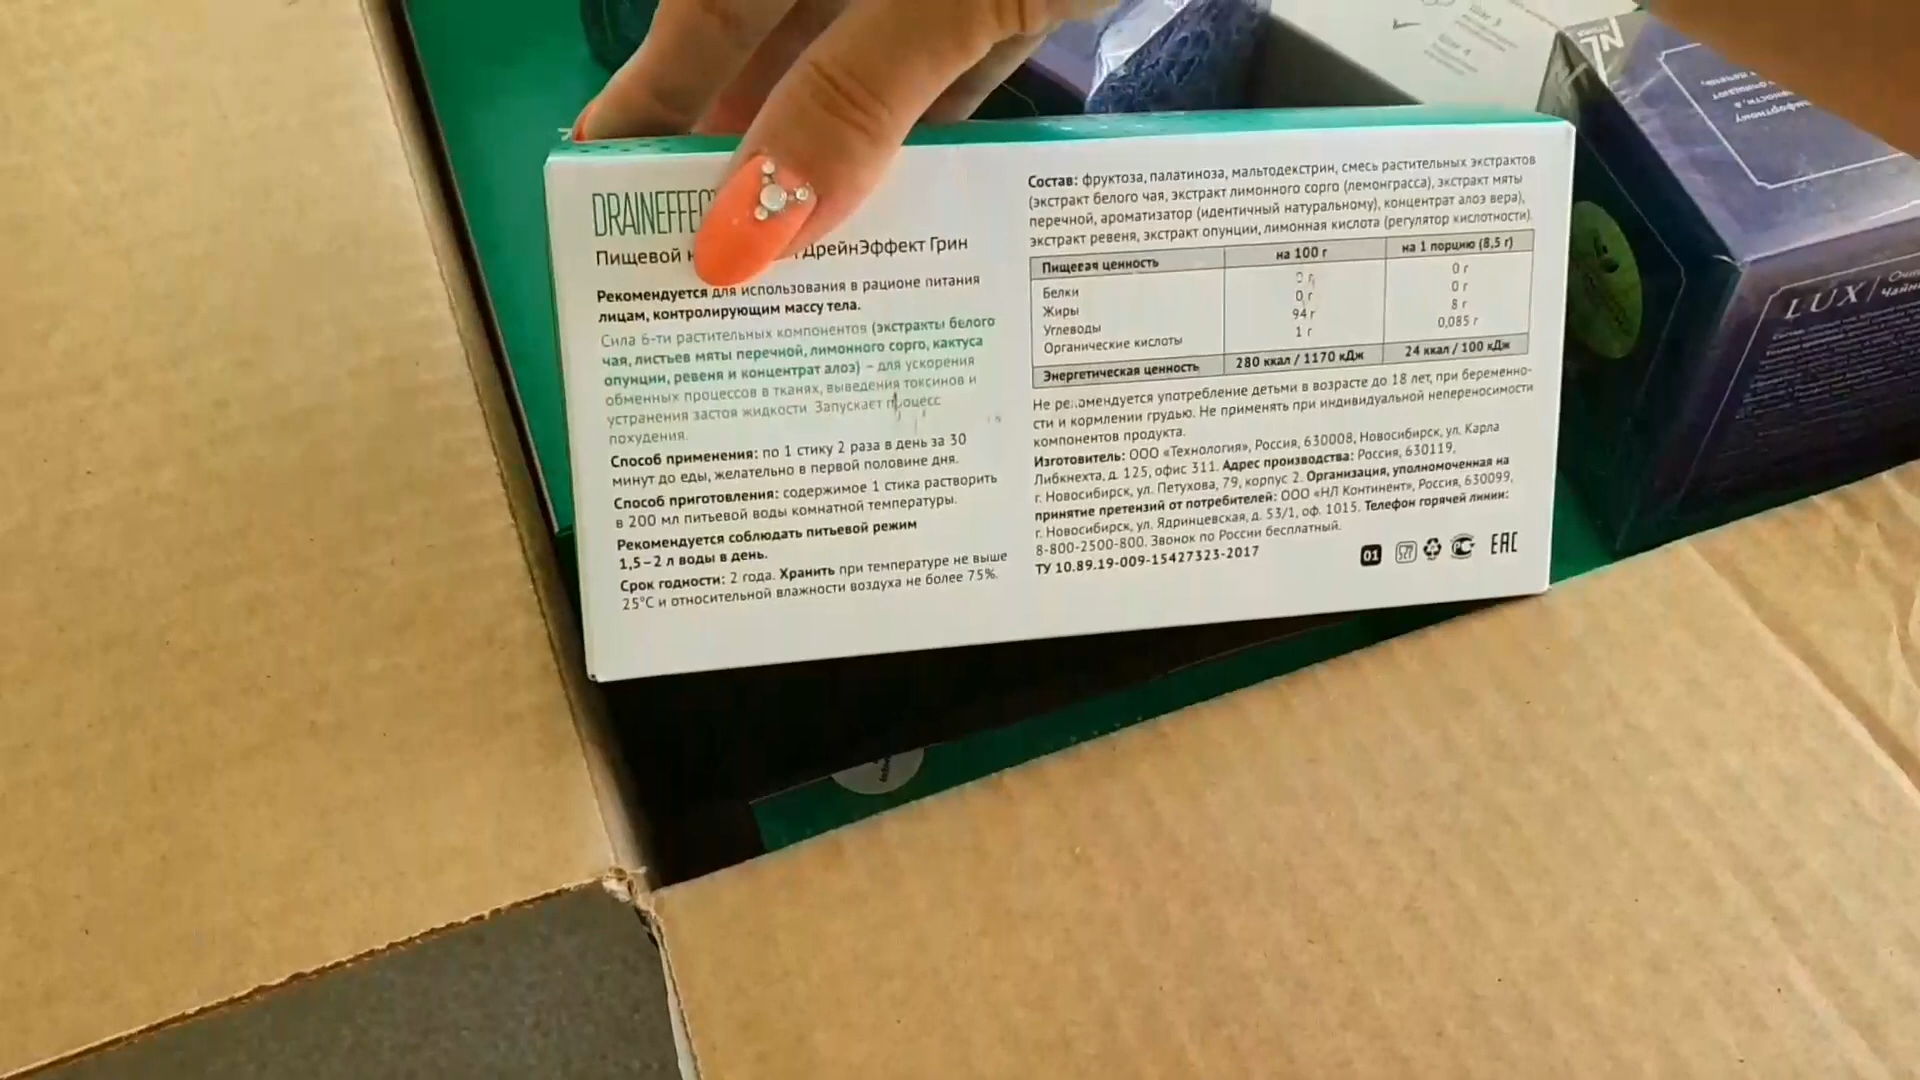 DRAINEFFEC
Пищевой ДрейнЭффект Грин
Рекомендуется для использования в рационе питания
лицам, контролирующим массу тела.
Сила 6-ти растительных компонентов (экстракты белого
чая, листьев мяты перечной, лимонного сорго, кактуса
опунции, ревеня и концентрат алоэ) – для ускорения
обменных процессов в тканях, выведения токсинов и
устранения застоя жидкости. Запускает процесс
похудения.
Способ применения: по 1 стику 2 раза в день за 30
минут до еды, желательно в первой половине дня.
Способ приготовления: содержимое 1 стика растворить
в 200 мл питьевой воды комнатной температуры.
Рекомендуется соблюдать питьевой режим
1,5–2 л воды в день.
Срок годности: 2 года. Хранить при температуре не выше
25°С и относительной влажности воздуха не более 75%.
Состав: фруктоза, палатиноза, мальтодекстрин, смесь растительных экстрактов
(экстракт белого чая, экстракт лимонного сорго (лемонграсса), экстракт мяты
перечной, ароматизатор (идентичный натуральному), концентрат алоэ вера),
экстракт ревеня, экстракт опунции, лимонная кислота (регулятор кислотности).
Пищевая ценность на 100 г на 1 порцию (8,5 г)
Белки 0 г 0 г
Жиры 0 г 0 г
Углеводы 94 г 8 г
Органические кислоты 1 г 0,085 г
Энергетическая ценность 280 ккал / 1170 кДж 24 ккал / 100 кДж
Не рекомендуется употребление детьми в возрасте до 18 лет, при беременно-
сти и кормлении грудью. Не применять при индивидуальной непереносимости
компонентов продукта.
Изготовитель: ООО «Технология», Россия, 630008, Новосибирск, ул. Карла
Либкнехта, д. 125, офис 311. Адрес производства: Россия, 630119,
г. Новосибирск, ул. Петухова, 79, корпус 2. Организация, уполномоченная на
принятие претензий от потребителей: ООО «НЛ Континент», Россия, 630099,
г. Новосибирск, ул. Ядринцевская, д. 53/1, оф. 1015. Телефон горячей линии:
8-800-2500-800. Звонок по России бесплатный.
ТУ 10.89.19-009-15427323-2017
01 EAC
NL
LUX